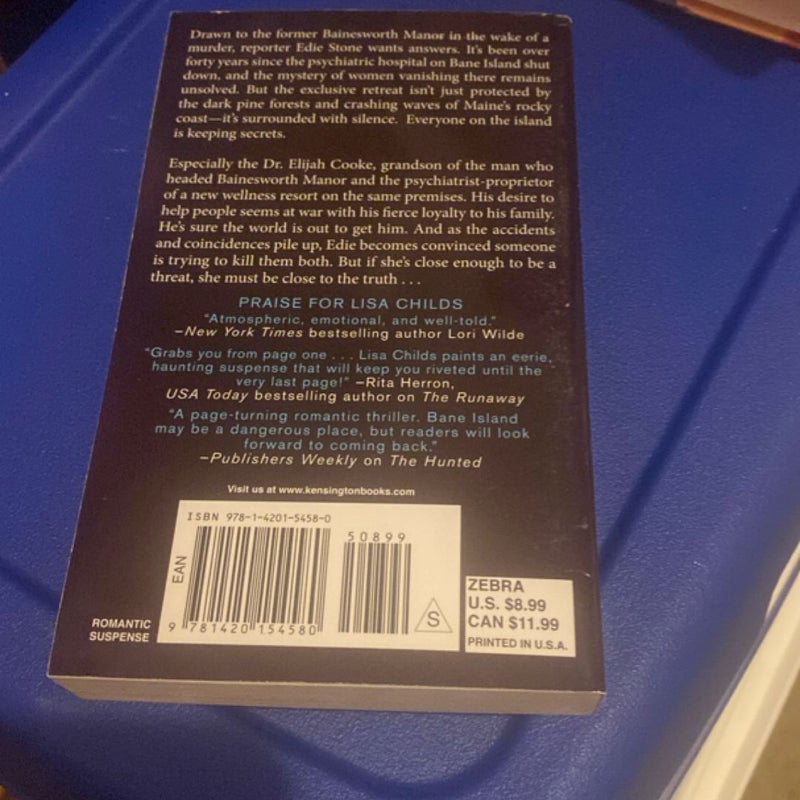 Drawn to the former Bainesworth Manor in the wake of a
murder, reporter Edie Stone wants answers. It's been over
forty years since the psychiatric hospital on Bane Island shut
down, and the mystery of women vanishing there remains
unsolved. But the exclusive retreat isn't just protected by
the dark pine forests and crashing waves of Maine's rocky
coast—it's surrounded with silence. Everyone on the island
is keeping secrets.
Especially the Dr. Elijah Cooke, grandson of the man who
headed Bainesworth Manor and the psychiatrist-proprietor
of a new wellness resort on the same premises. His desire to
help people seems at war with his fierce loyalty to his family.
He's sure the world is out to get him. And as the accidents
and coincidences pile up, Edie becomes convinced someone
is trying to kill them both. But if she's close enough to be a
threat, she must be close to the truth . . .
PRAISE FOR LISA CHILDS
"Atmospheric, emotional, and well-told."
—New York Times bestselling author Lori Wilde
"Grabs you from page one . . . Lisa Childs paints an eerie,
haunting suspense that will keep you riveted until the
very last page!" —Rita Herron,
USA Today bestselling author on The Runaway
"A page-turning romantic thriller. Bane Island
may be a dangerous place, but readers will look
forward to coming back."
—Publishers Weekly on The Hunted
Visit us at www.kensingtonbooks.com
ISBN 978-1-4201-5458-0
50899
EAN
9 781420 154580
S
ROMANTIC
SUSPENSE
ZEBRA
U.S. $8.99
CAN $11.99
PRINTED IN U.S.A.